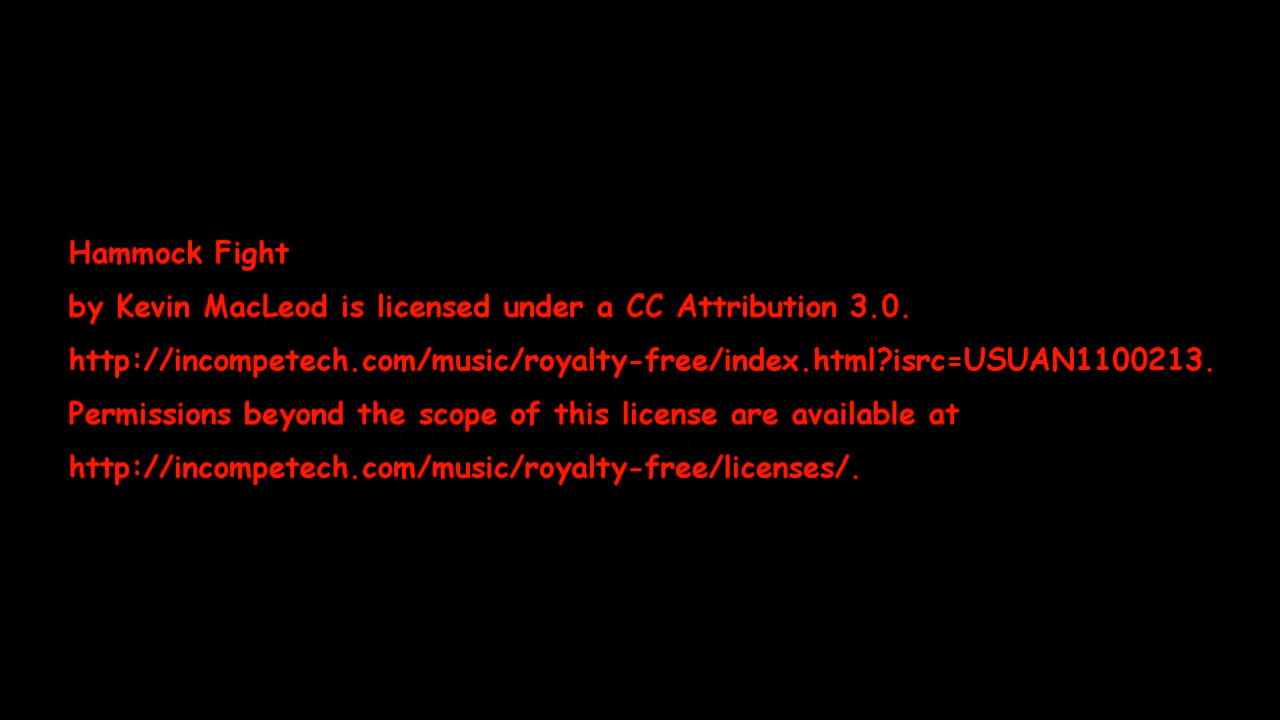 Hammock Fight
by Kevin MacLeod is licensed under a CC Attribution 3.0.
http://incompetech.com/music/royalty-free/index.html?isrc=USUAN1100213.
Permissions beyond the scope of this license are available at
http://incompetech.com/music/royalty-free/licenses/.